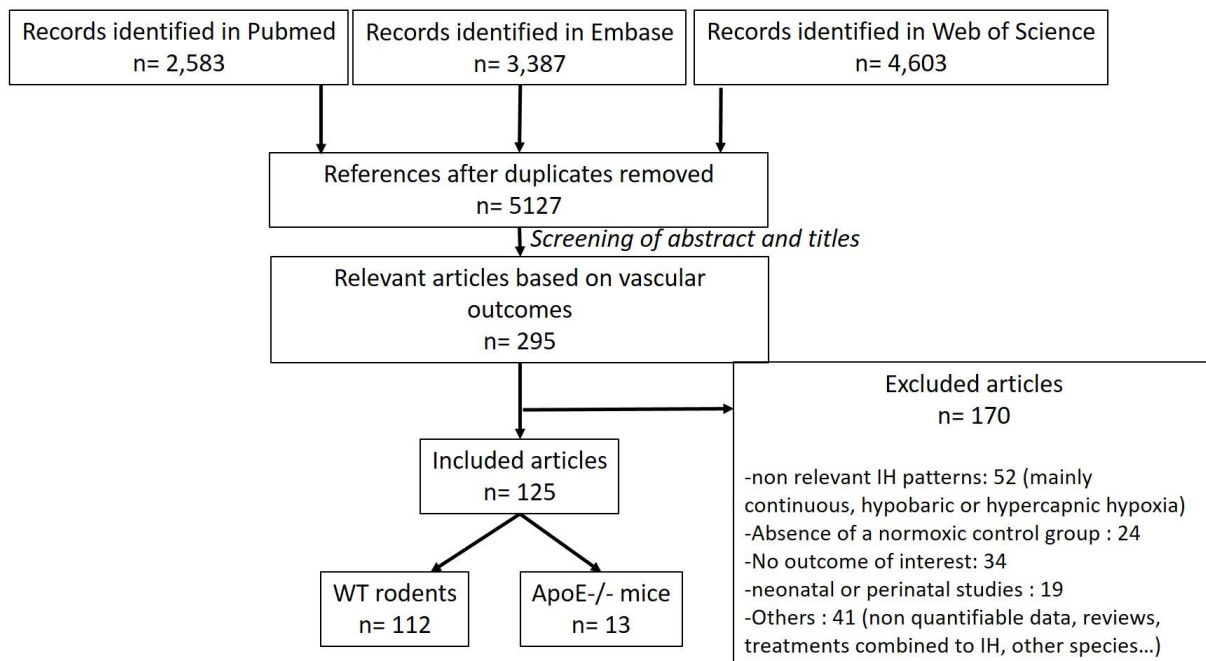 Records identified in Pubmed
n= 2,583
Records identified in Embase
n= 3,387
Records identified in Web of Science
n= 4,603
References after duplicates removed
n= 5127
Screening of abstract and titles
Relevant articles based on vascular
outcomes
n= 295
Excluded articles
n= 170
-non relevant IH patterns: 52 (mainly
continuous, hypobaric or hypercapnic hypoxia)
-Absence of a normoxic control group : 24
-No outcome of interest: 34
-neonatal or perinatal studies : 19
-Others : 41 (non quantifiable data, reviews,
treatments combined to IH, other species…)
Included articles
n= 125
WT rodents
n= 112
ApoE-/- mice
n= 13